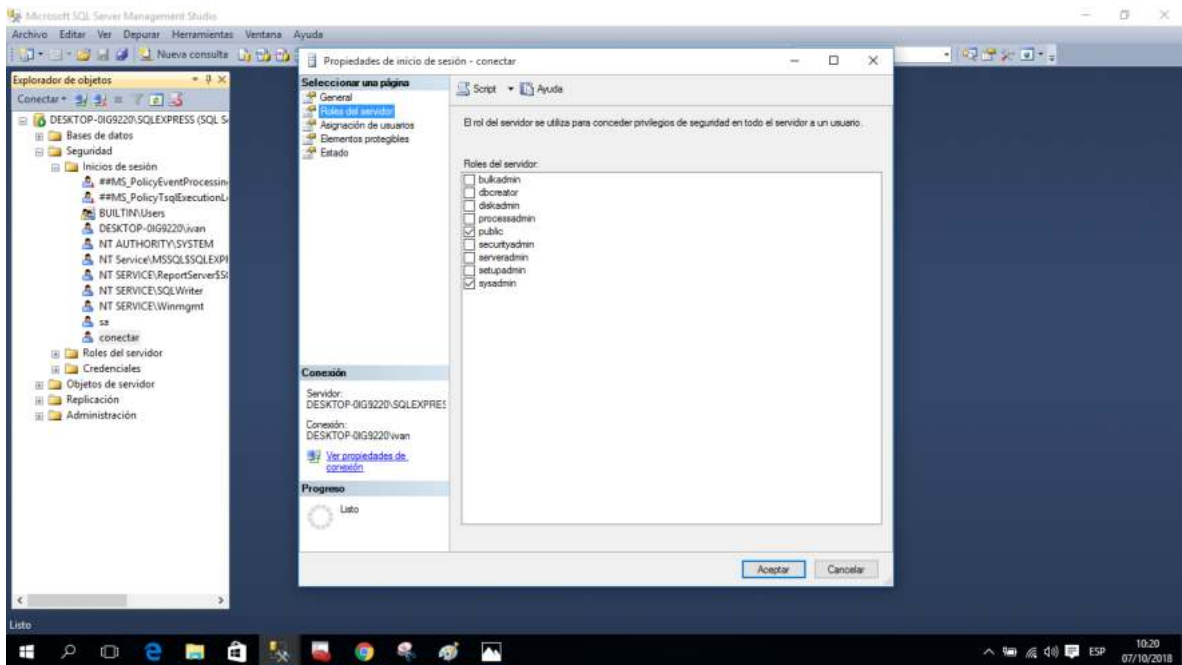 Microsoft SQL Server Management Studio
Archivo Editar Ver Depurar Herramientas Ventana Ayuda
Nueva consulta
Explorador de objetos
Conectar
DESKTOP-0IG9220\SQLEXPRESS (SQL S
Bases de datos
Seguridad
Inicios de sesión
##MS_PolicyEventProcessin
##MS_PolicyTsqlExecutionL
BUILTIN\Users
DESKTOP-0IG9220\ivan
NT AUTHORITY\SYSTEM
NT Service\MSSQL$SQLEXPI
NT SERVICE\ReportServer$S
NT SERVICE\SQLWriter
NT SERVICE\Winmgmt
sa
conectar
Roles del servidor
Credenciales
Objetos de servidor
Replicación
Administración
Propiedades de inicio de sesión - conectar
Seleccionar una página
General
Roles del servidor
Asignación de usuarios
Elementos protegibles
Estado
Conexión
Servidor:
DESKTOP-0IG9220\SQLEXPRES
Conexión:
DESKTOP-0IG9220\ivan
Ver propiedades de
conexión
Progreso
Listo
Script Ayuda
El rol del servidor se utiliza para conceder privilegios de seguridad en todo el servidor a un usuario.
Roles del servidor:
bulkadmin
dbcreator
diskadmin
processadmin
public
securityadmin
serveradmin
setupadmin
sysadmin
Aceptar Cancelar
Listo
ESP
10:20
07/10/2018